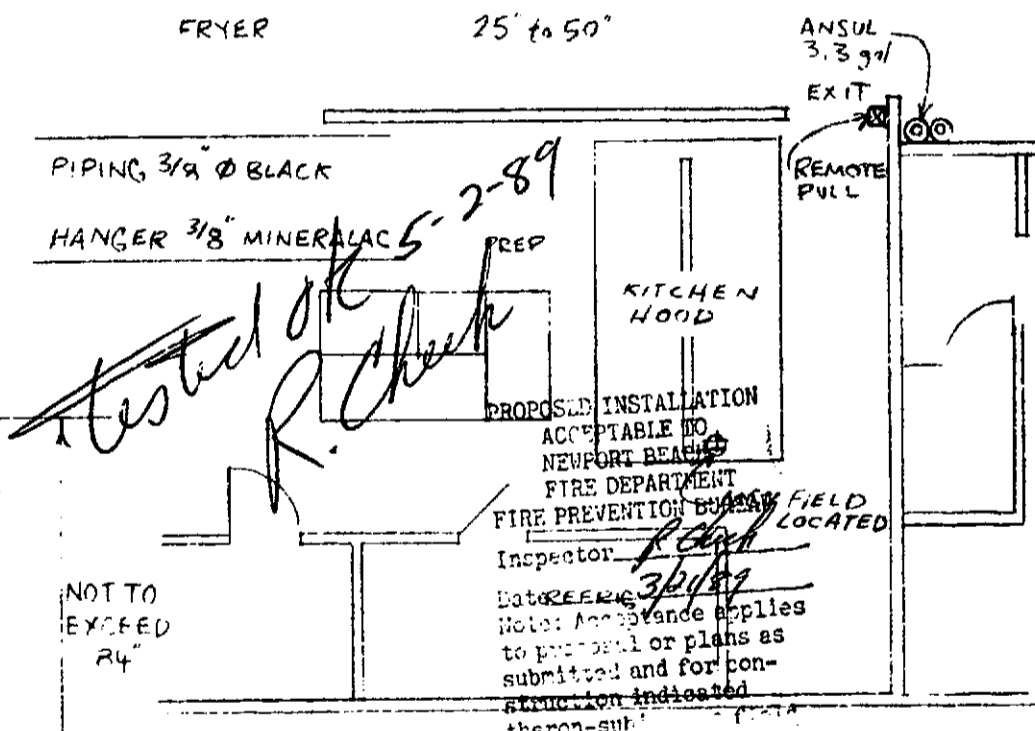 FRYER
25" to 50"
ANSUL
3.3 gal
EXIT
REMOTE
PULL
PIPING 3/8" Ø BLACK
HANGER 3/8" MINERALAC
tested ok 5-2-89
R. Cheek
PREP
KITCHEN
HOOD
PROPOSED INSTALLATION
ACCEPTABLE TO
NEWPORT BEACH
FIRE DEPARTMENT
FIRE PREVENTION BUREAU
FIELD
LOCATED
Inspector R Cheek
Date 3/21/89
Note: Acceptance applies
to proposal or plans as
submitted and for con-
struction indicated
NOT TO
EXCEED
24"